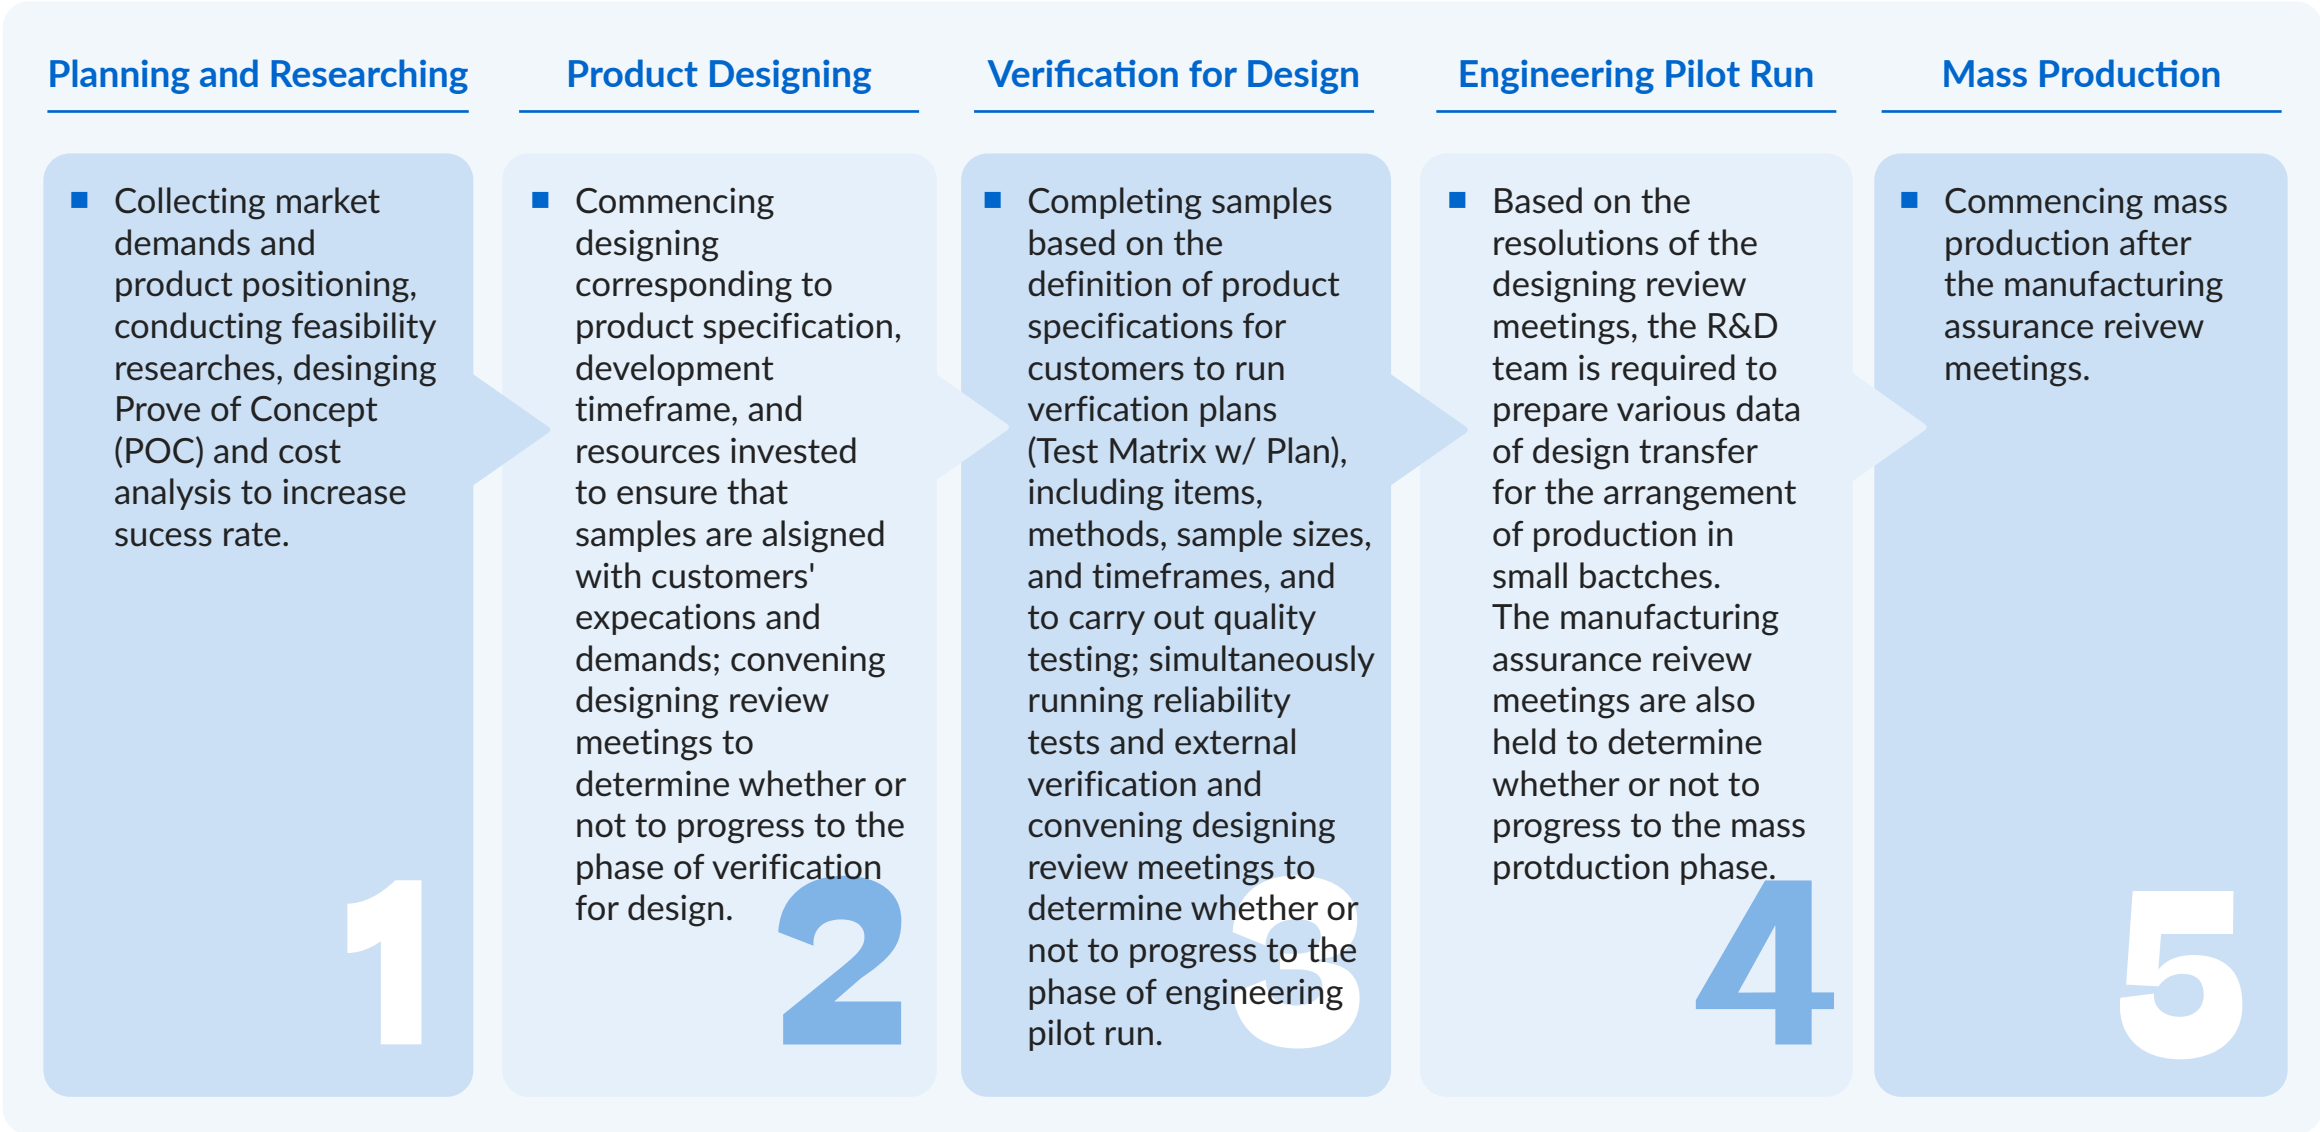 Planning and Researching
Collecting market
demands and
product positioning,
conducting feasibility
researches, desinging
Prove of Concept
(POC) and cost
analysis to increase
sucess rate.
1
Product Designing
Commencing
designing
corresponding to
product specification,
development
timeframe, and
resources invested
to ensure that
samples are alsigned
with customers'
expecations and
demands; convening
designing review
meetings to
determine whether or
not to progress to the
phase of verification
for design.
2
Verification for Design
Completing samples
based on the
definition of product
specifications for
customers to run
verfication plans
(Test Matrix w/ Plan),
including items,
methods, sample sizes,
and timeframes, and
to carry out quality
testing; simultaneously
running reliability
tests and external
verification and
convening designing
review meetings to
determine whether or
not to progress to the
phase of engineering
pilot run.
3
Engineering Pilot Run
Based on the
resolutions of the
designing review
meetings, the R&D
team is required to
prepare various data
of design transfer
for the arrangement
of production in
small bactches.
The manufacturing
assurance reivew
meetings are also
held to determine
whether or not to
progress to the mass
protduction phase.
4
Mass Production
Commencing mass
production after
the manufacturing
assurance reivew
meetings.
5